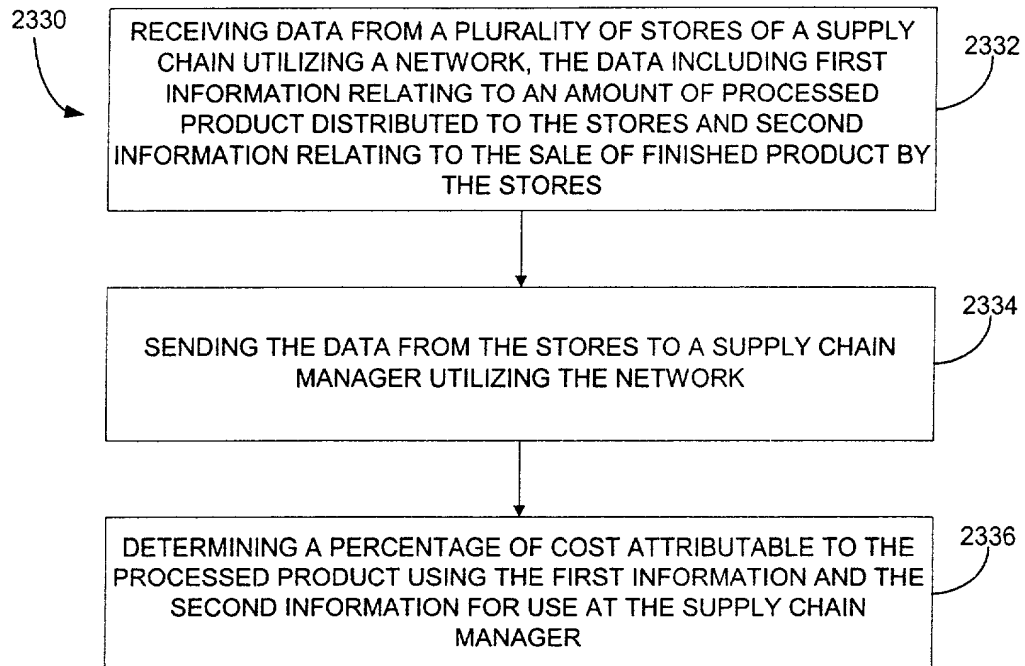 2330
RECEIVING DATA FROM A PLURALITY OF STORES OF A SUPPLY
CHAIN UTILIZING A NETWORK, THE DATA INCLUDING FIRST
INFORMATION RELATING TO AN AMOUNT OF PROCESSED
PRODUCT DISTRIBUTED TO THE STORES AND SECOND
INFORMATION RELATING TO THE SALE OF FINISHED PRODUCT BY
THE STORES
2332
SENDING THE DATA FROM THE STORES TO A SUPPLY CHAIN
MANAGER UTILIZING THE NETWORK
2334
DETERMINING A PERCENTAGE OF COST ATTRIBUTABLE TO THE
PROCESSED PRODUCT USING THE FIRST INFORMATION AND THE
SECOND INFORMATION FOR USE AT THE SUPPLY CHAIN
MANAGER
2336